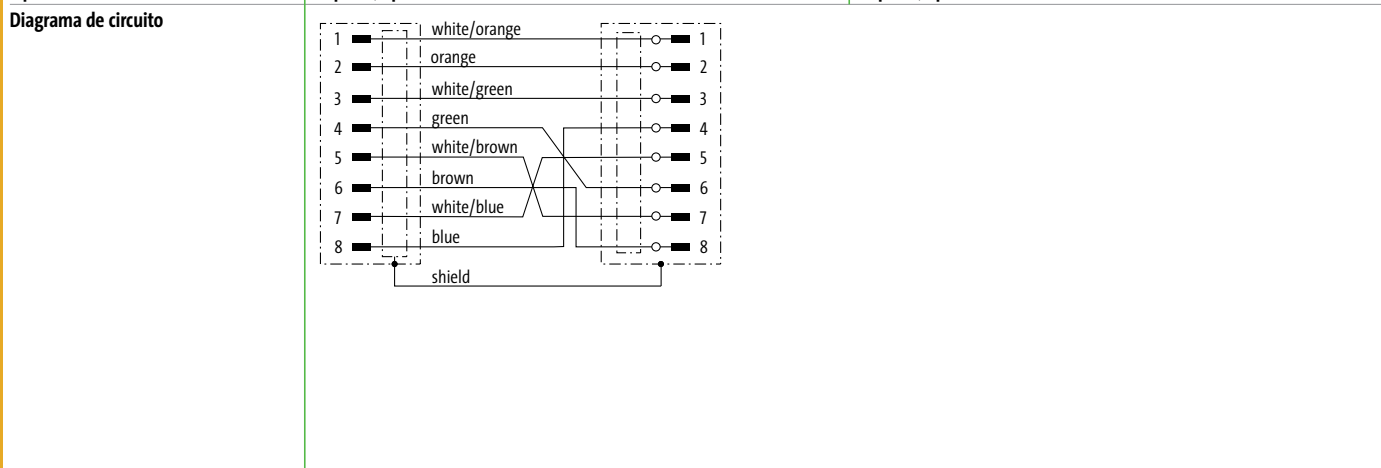 Diagrama de circuito
1 white/orange 1
2 orange 2
3 white/green 3
4 green 4
5 white/brown 5
6 brown 6
7 white/blue 7
8 blue 8
shield